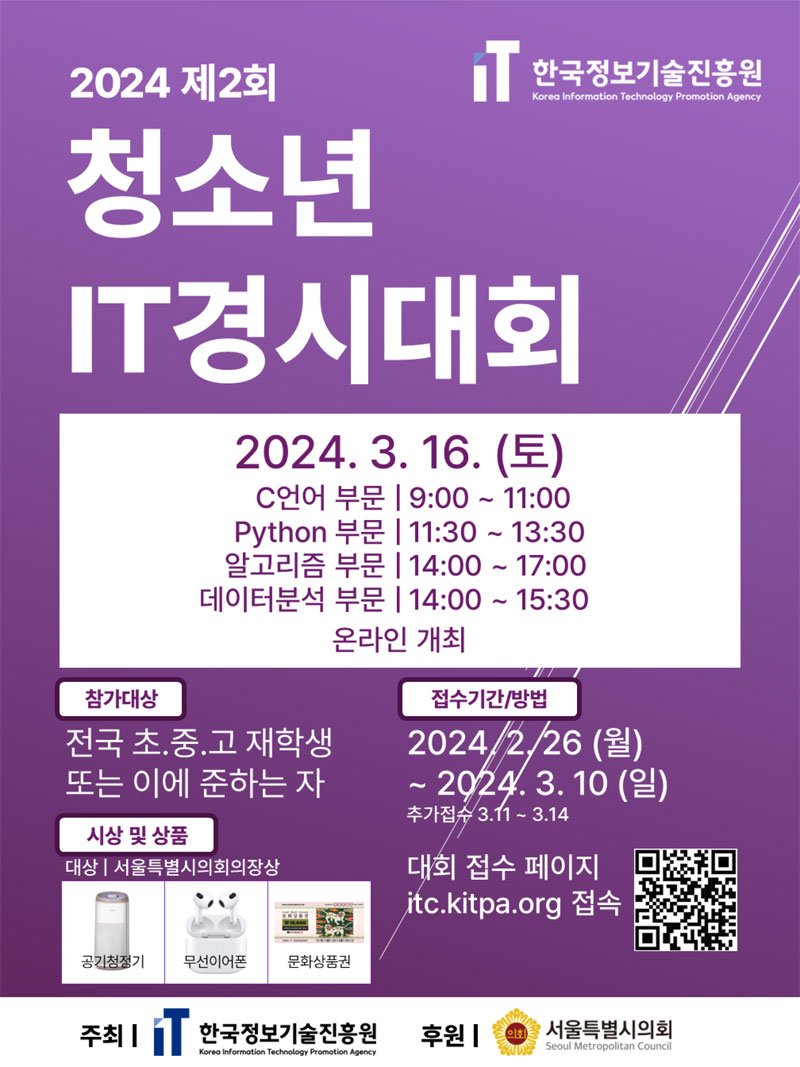 2024 제2회
한국정보기술진흥원
Korea Information Technology Promotion Agency
청소년
IT경시대회
2024. 3. 16. (토)
C언어 부문 | 9:00 ~ 11:00
Python 부문 | 11:30 ~ 13:30
알고리즘 부문 | 14:00 ~ 17:00
데이터분석 부문 | 14:00 ~ 15:30
온라인 개최
참가대상
전국 초.중.고 재학생
또는 이에 준하는 자
시상 및 상품
대상 | 서울특별시의회의장상
공기청정기
무선이어폰
문화상품권
접수기간/방법
2024. 2. 26 (월)
~ 2024. 3. 10 (일)
추가접수 3.11 ~ 3.14
대회 접수 페이지
itc.kitpa.org 접속
주최 | iT 한국정보기술진흥원
Korea Information Technology Promotion Agency
후원 | 의회 서울특별시의회
Seoul Metropolitan Council